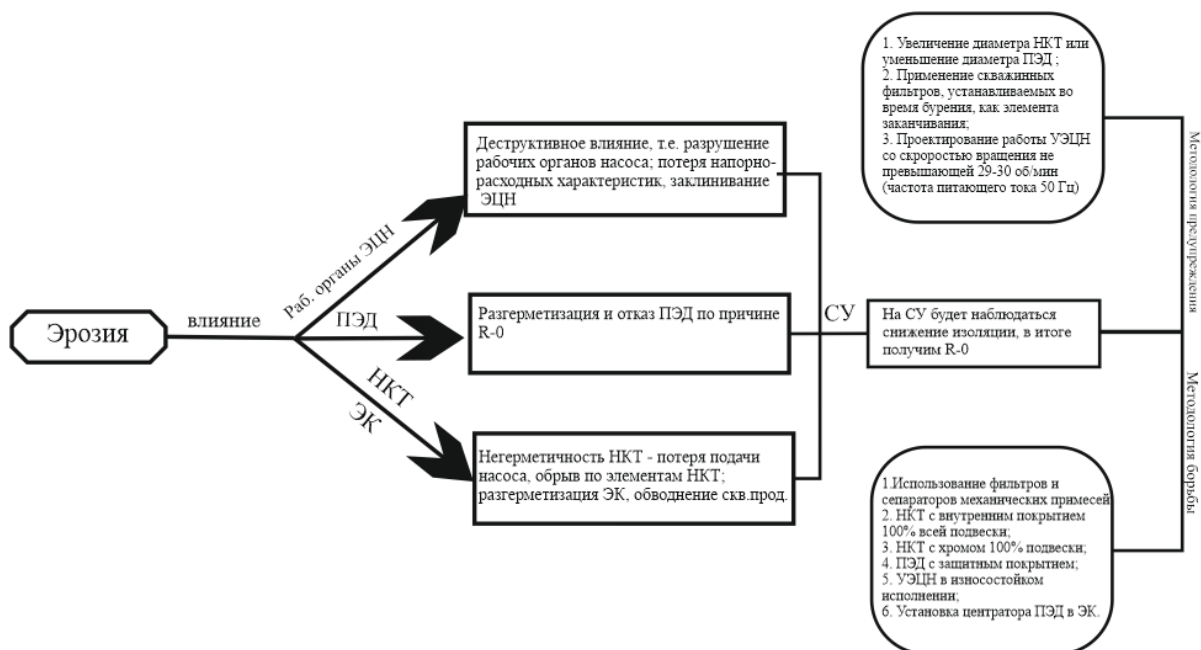 Эрозия
влияние
Раб. органы ЭЦН
ПЭД
НКТ
ЭК
Деструктивное влияние, т.е. разрушение
рабочих органов насоса; потеря напорно-
расходных характеристик, заклинивание
ЭЦН
Разгерметизация и отказ ПЭД по причине
R-0
Негерметичность НКТ - потеря подачи
насоса, обрыв по элементам НКТ;
разгерметизация ЭК, обводнение скв.прод.
СУ
На СУ будет наблюдаться
снижение изоляции, в итоге
получим R-0
1. Увеличение диаметра НКТ или
уменьшение диаметра ПЭД ;
2. Применение скважинных
фильтров, устанавливаемых во
время бурения, как элемента
заканчивания;
3. Проектирование работы УЭЦН
со скроростью вращения не
превышающей 29-30 об/мин
(частота питающего тока 50 Гц)
Методология предупреждения
Методология борьбы
1.Использование фильтров и
сепараторов механических примесей
2. НКТ с внутренним покрытием
100% всей подвески;
3. НКТ с хромом 100% подвески;
4. ПЭД с защитным покрытием;
5. УЭЦН в износостойком
исполнении;
6. Установка центратора ПЭД в ЭК.